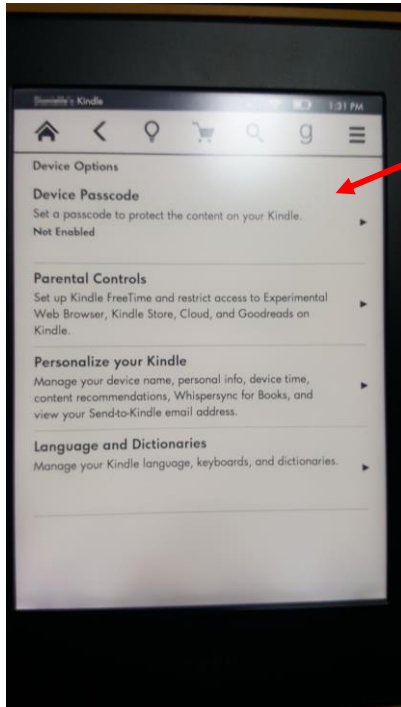 Kindle
1:31 PM
g
Device Options
Device Passcode
Set a passcode to protect the content on your Kindle.
Not Enabled
Parental Controls
Set up Kindle FreeTime and restrict access to Experimental
Web Browser, Kindle Store, Cloud, and Goodreads on
Kindle.
Personalize your Kindle
Manage your device name, personal info, device time,
content recommendations, Whispersync for Books, and
view your Send-to-Kindle email address.
Language and Dictionaries
Manage your Kindle language, keyboards, and dictionaries.